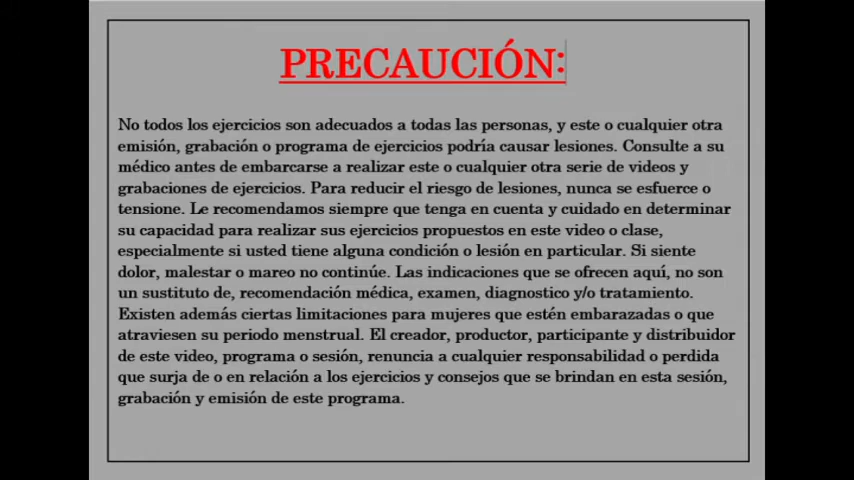 PRECAUCIÓN:
No todos los ejercicios son adecuados a todas las personas, y este o cualquier otra
emisión, grabación o programa de ejercicios podría causar lesiones. Consulte a su
médico antes de embarcarse a realizar este o cualquier otra serie de videos y
grabaciones de ejercicios. Para reducir el riesgo de lesiones, nunca se esfuerce o
tensione. Le recomendamos siempre que tenga en cuenta y cuidado en determinar
su capacidad para realizar sus ejercicios propuestos en este video o clase,
especialmente si usted tiene alguna condición o lesión en particular. Si siente
dolor, malestar o mareo no continúe. Las indicaciones que se ofrecen aquí, no son
un sustituto de, recomendación médica, examen, diagnostico y/o tratamiento.
Existen además ciertas limitaciones para mujeres que estén embarazadas o que
atraviesen su periodo menstrual. El creador, productor, participante y distribuidor
de este video, programa o sesión, renuncia a cualquier responsabilidad o perdida
que surja de o en relación a los ejercicios y consejos que se brindan en esta sesión,
grabación y emisión de este programa.